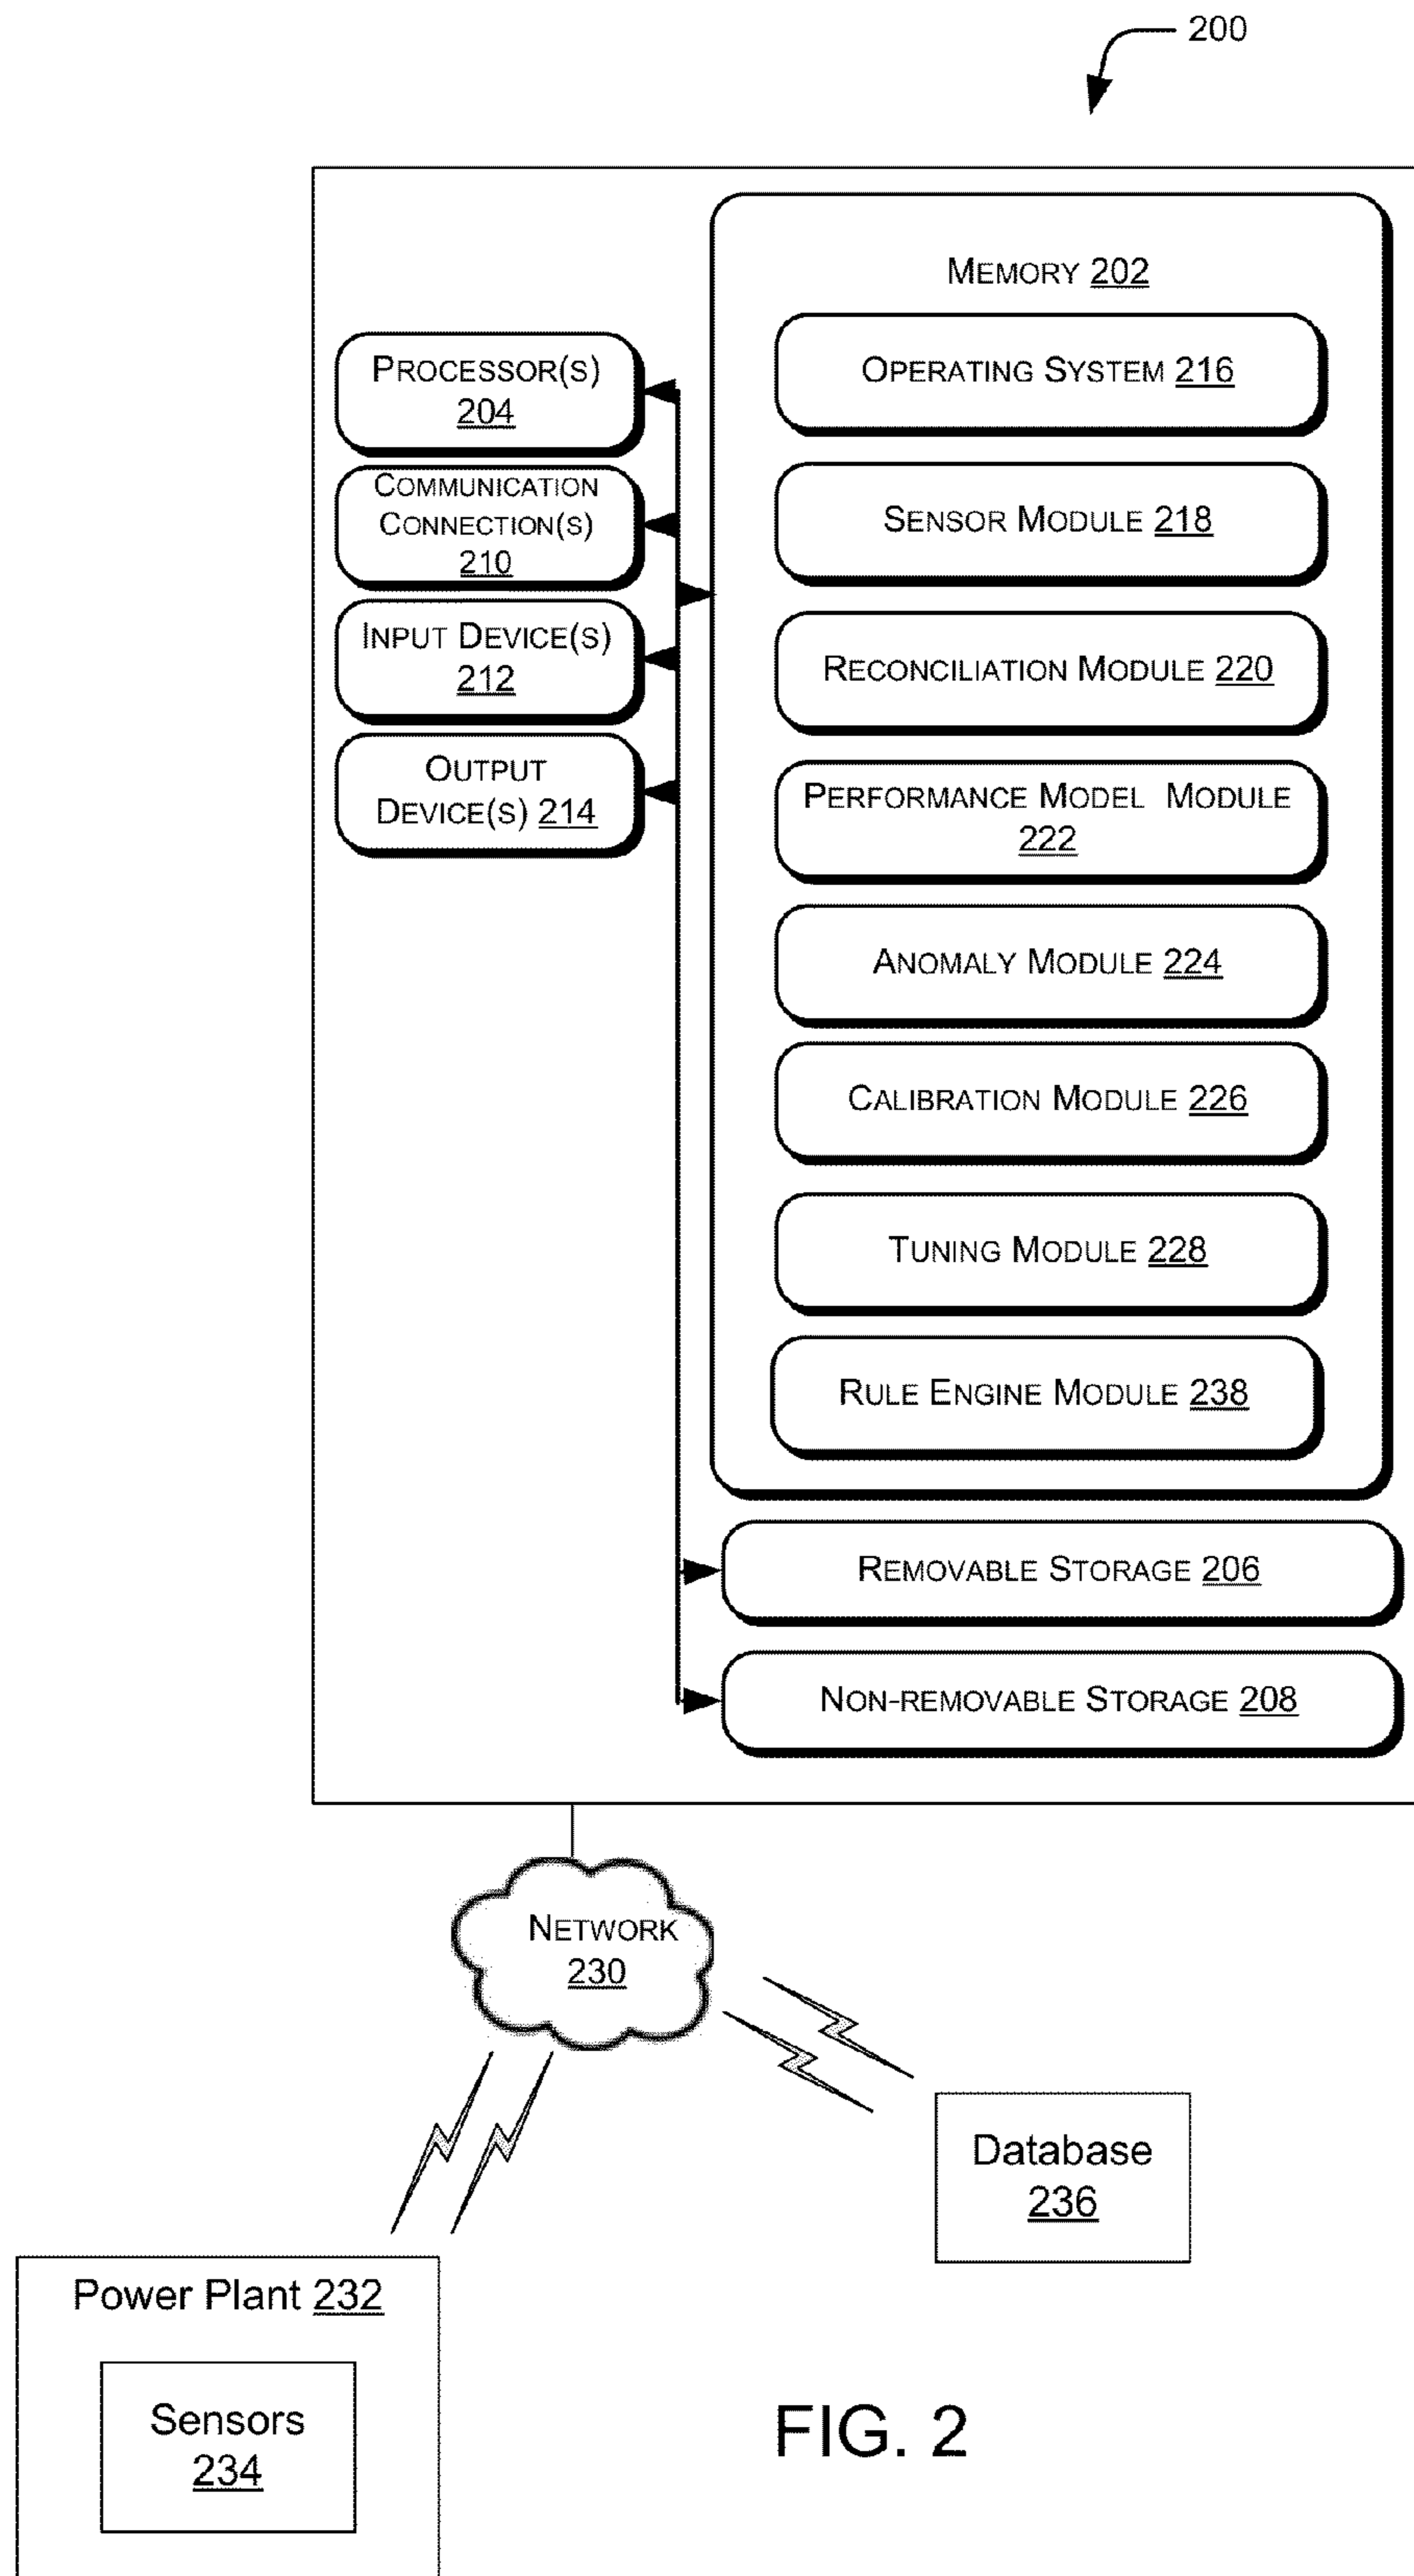 200
MEMORY 202
OPERATING SYSTEM 216
SENSOR MODULE 218
RECONCILIATION MODULE 220
PERFORMANCE MODEL MODULE
222
ANOMALY MODULE 224
CALIBRATION MODULE 226
TUNING MODULE 228
RULE ENGINE MODULE 238
PROCESSOR(S)
204
COMMUNICATION
CONNECTION(S)
210
INPUT DEVICE(S)
212
OUTPUT
DEVICE(S) 214
REMOVABLE STORAGE 206
NON-REMOVABLE STORAGE 208
NETWORK
230
Database
236
Power Plant 232
Sensors
234
FIG. 2